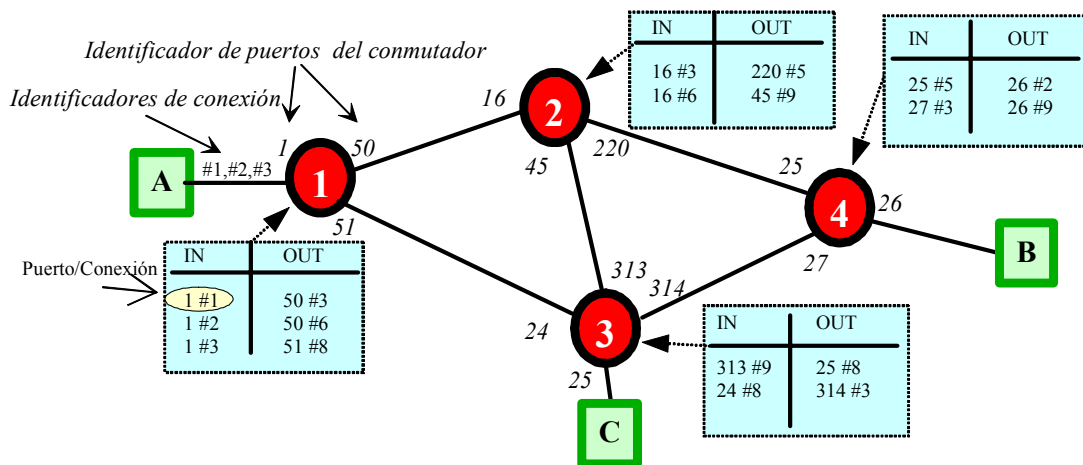 Identificador de puertos del conmutador
Identificadores de conexión
A
#1,#2,#3
1
1
50
51
Puerto/Conexión
IN OUT
1 #1 50 #3
1 #2 50 #6
1 #3 51 #8
16
2
45
220
IN OUT
16 #3 220 #5
16 #6 45 #9
25
4
26
27
IN OUT
25 #5 26 #2
27 #3 26 #9
B
313
314
24
3
25
C
IN OUT
313 #9 25 #8
24 #8 314 #3